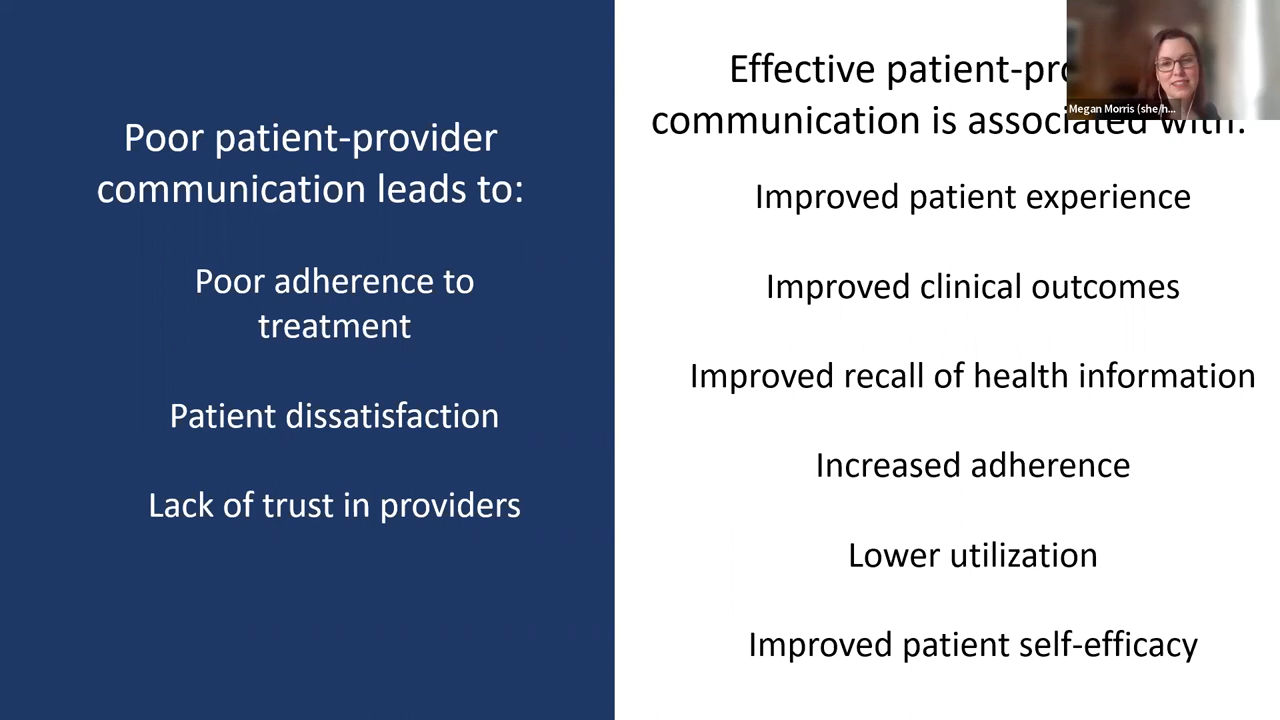 Poor patient-provider
communication leads to:
Poor adherence to
treatment
Patient dissatisfaction
Lack of trust in providers
Effective
communication is associated with:
Improved patient experience
Improved clinical outcomes
Improved recall of health information
Increased adherence
Lower utilization
Improved patient self-efficacy
Megan Morris (she/h...